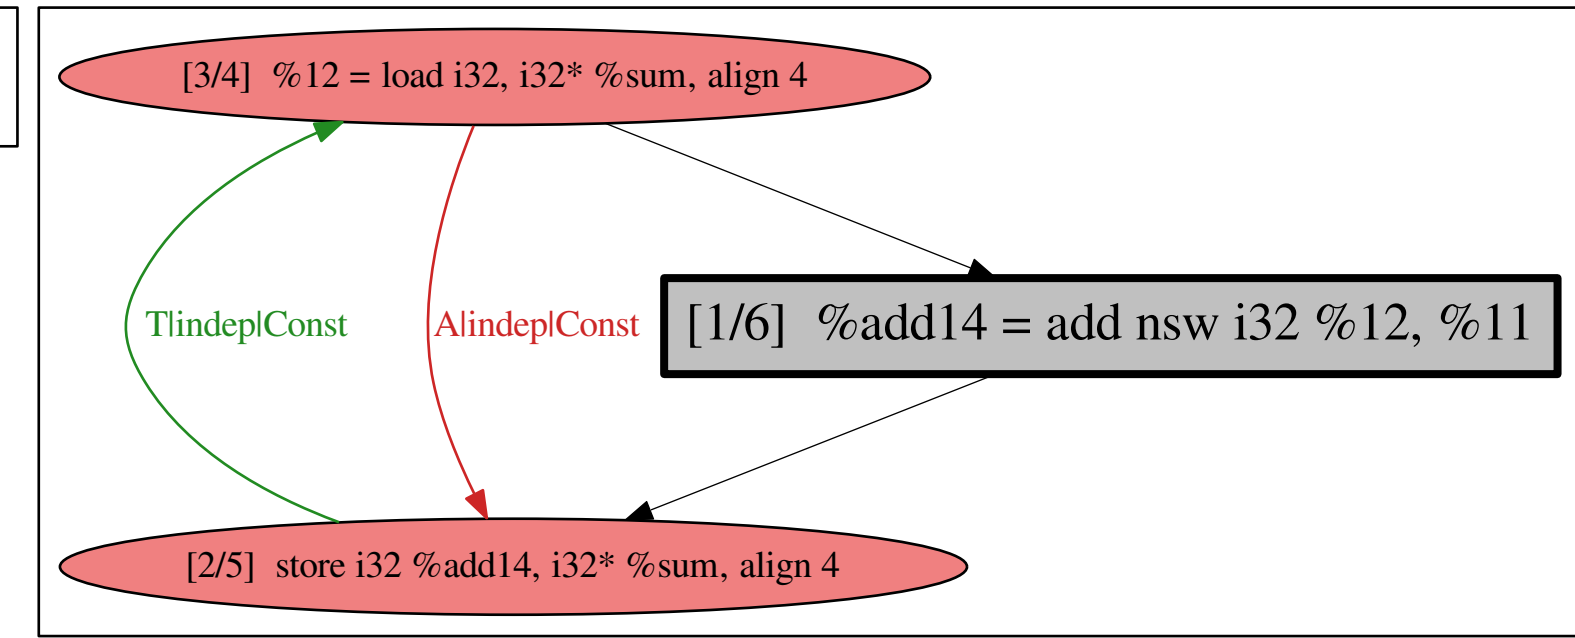 [3/4]  %12 = load i32, i32* %sum, align 4
T|indep|Const
A|indep|Const
[1/6]  %add14 = add nsw i32 %12, %11
[2/5]  store i32 %add14, i32* %sum, align 4